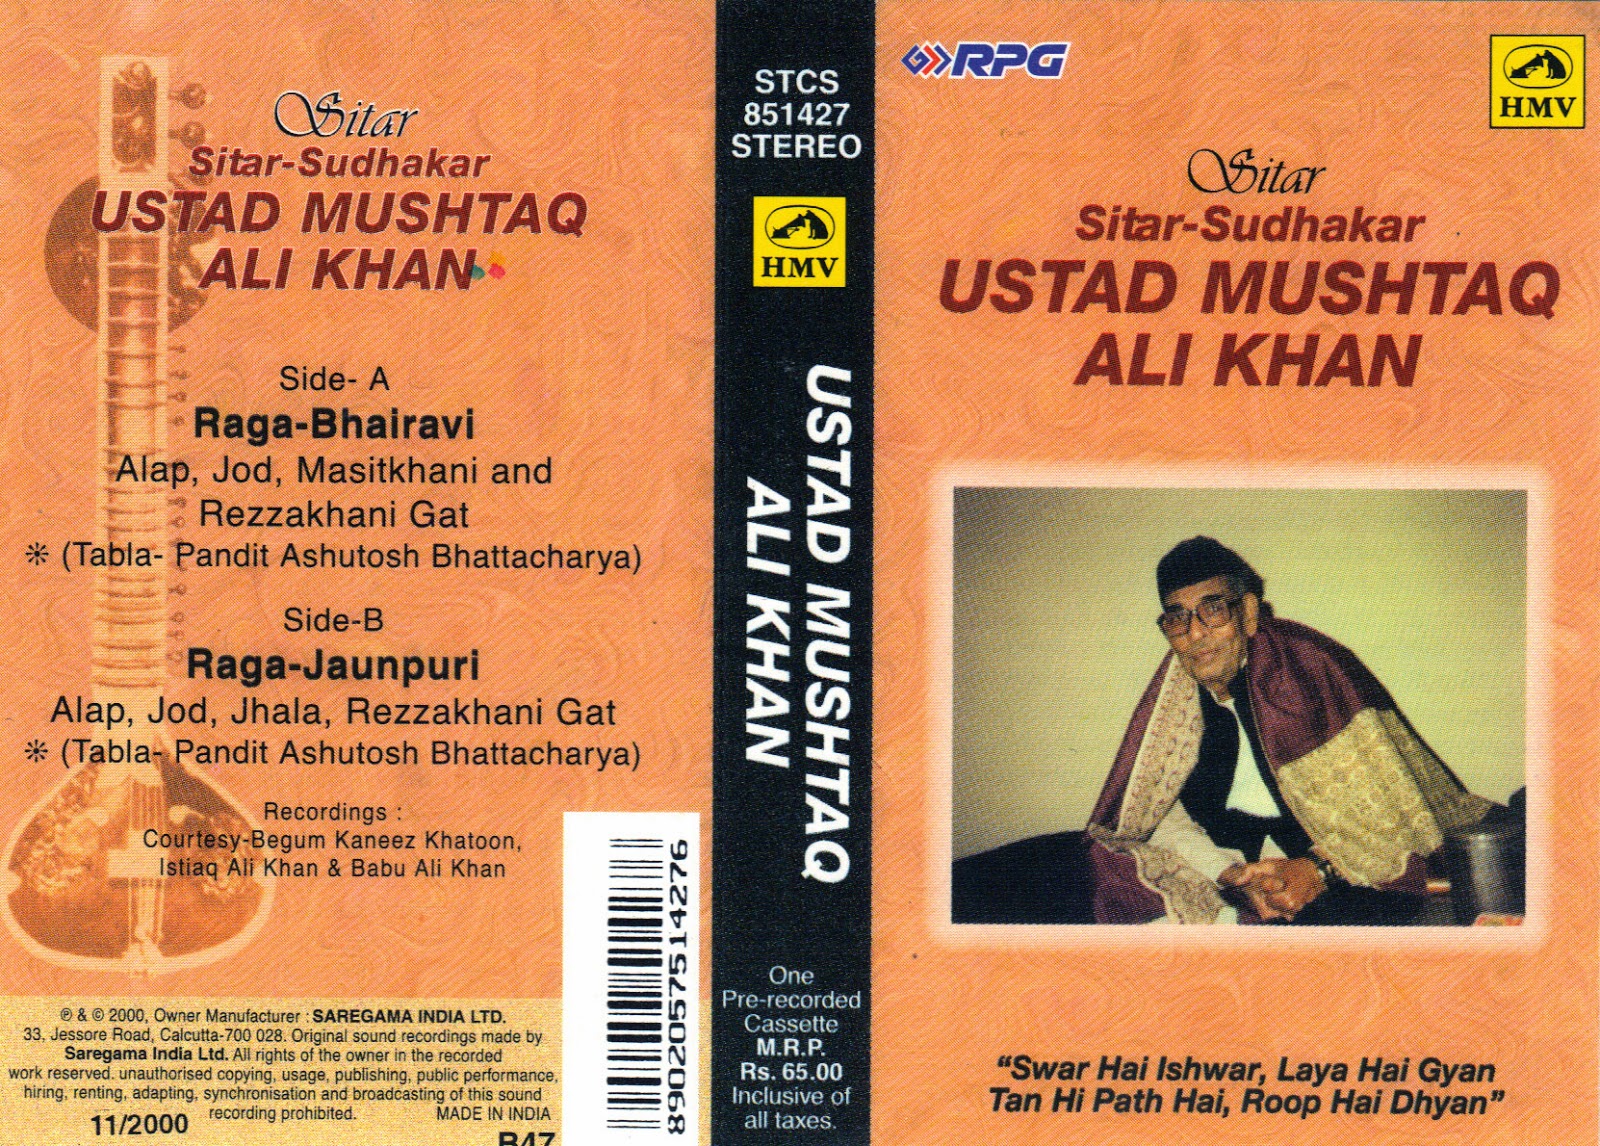 Sitar
Sitar-Sudhakar
USTAD MUSHTAQ
ALI KHAN
Side- A
Raga-Bhairavi
Alap, Jod, Masitkhani and
Rezzakhani Gat
❊ (Tabla- Pandit Ashutosh Bhattacharya)
Side-B
Raga-Jaunpuri
Alap, Jod, Jhala, Rezzakhani Gat
❊ (Tabla- Pandit Ashutosh Bhattacharya)
Recordings :
Courtesy-Begum Kaneez Khatoon,
Istiaq Ali Khan & Babu Ali Khan
℗ & © 2000, Owner Manufacturer : SAREGAMA INDIA LTD.
33, Jessore Road, Calcutta-700 028. Original sound recordings made by
Saregama India Ltd. All rights of the owner in the recorded
work reserved. unauthorised copying, usage, publishing, public performance,
hiring, renting, adapting, synchronisation and broadcasting of this sound
recording prohibited.
MADE IN INDIA
11/2000
B47
8902057514276
STCS
851427
STEREO
HMV
USTAD MUSHTAQ
ALI KHAN
One
Pre-recorded
Cassette
M.R.P.
Rs. 65.00
Inclusive of
all taxes.
RPG
HMV
Sitar
Sitar-Sudhakar
USTAD MUSHTAQ
ALI KHAN
“Swar Hai Ishwar, Laya Hai Gyan
Tan Hi Path Hai, Roop Hai Dhyan”